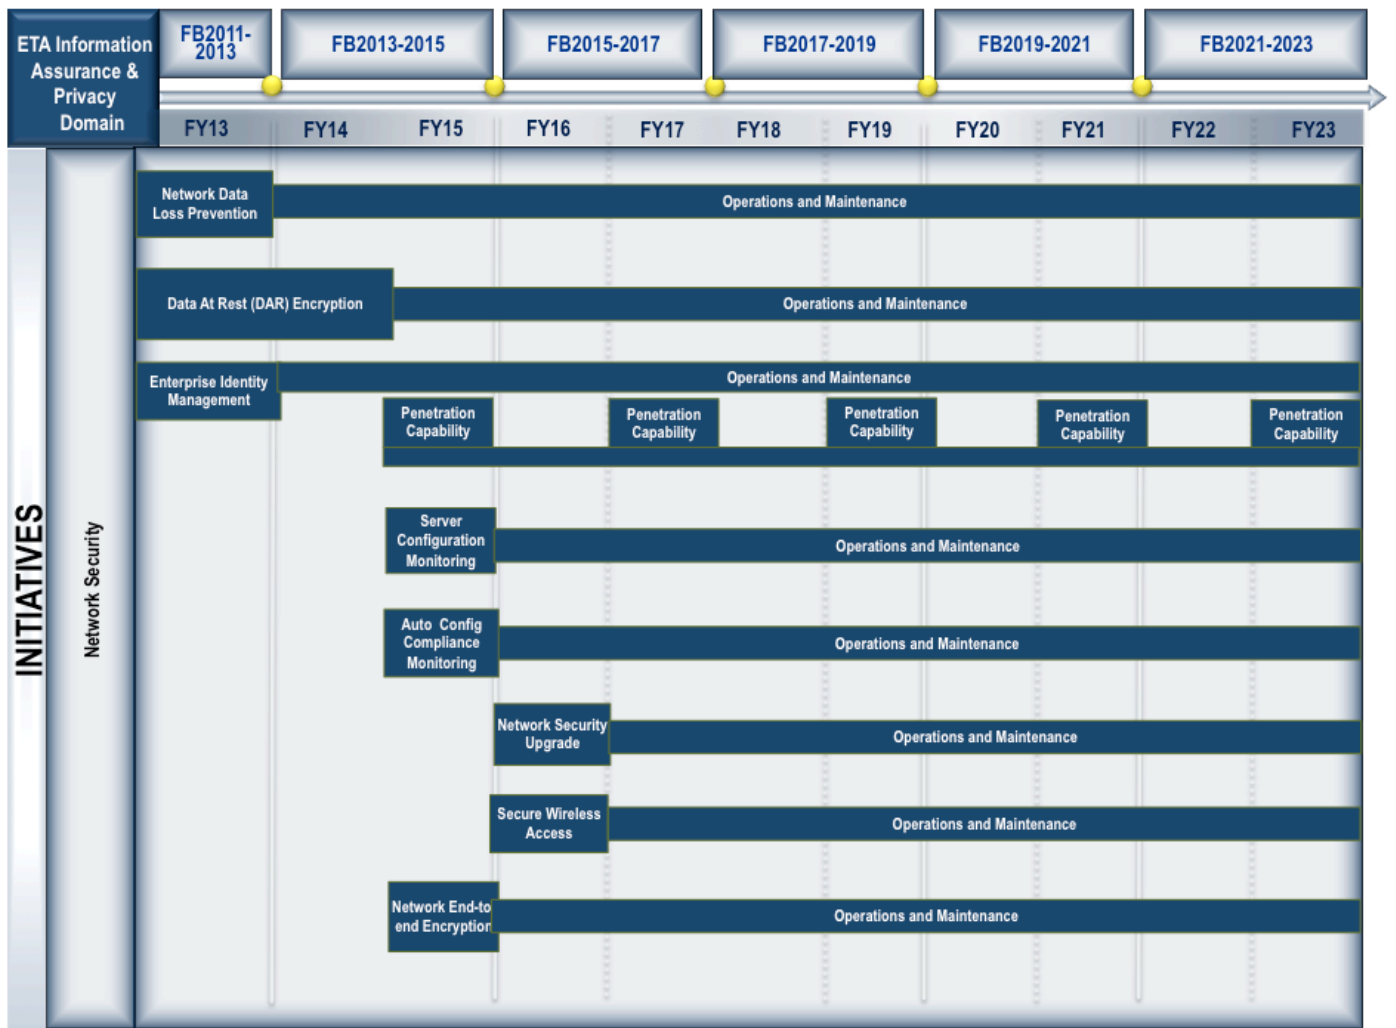 ETA Information
Assurance &
Privacy
Domain
FB2011-
2013
FB2013-2015
FB2015-2017
FB2017-2019
FB2019-2021
FB2021-2023
FY13
FY14
FY15
FY16
FY17
FY18
FY19
FY20
FY21
FY22
FY23
INITIATIVES
Network Security
Network Data
Loss Prevention
Operations and Maintenance
Data At Rest (DAR) Encryption
Operations and Maintenance
Enterprise Identity
Management
Operations and Maintenance
Penetration
Capability
Penetration
Capability
Penetration
Capability
Penetration
Capability
Penetration
Capability
Server
Configuration
Monitoring
Operations and Maintenance
Auto Config
Compliance
Monitoring
Operations and Maintenance
Network Security
Upgrade
Operations and Maintenance
Secure Wireless
Access
Operations and Maintenance
Network End-to
end Encryption
Operations and Maintenance